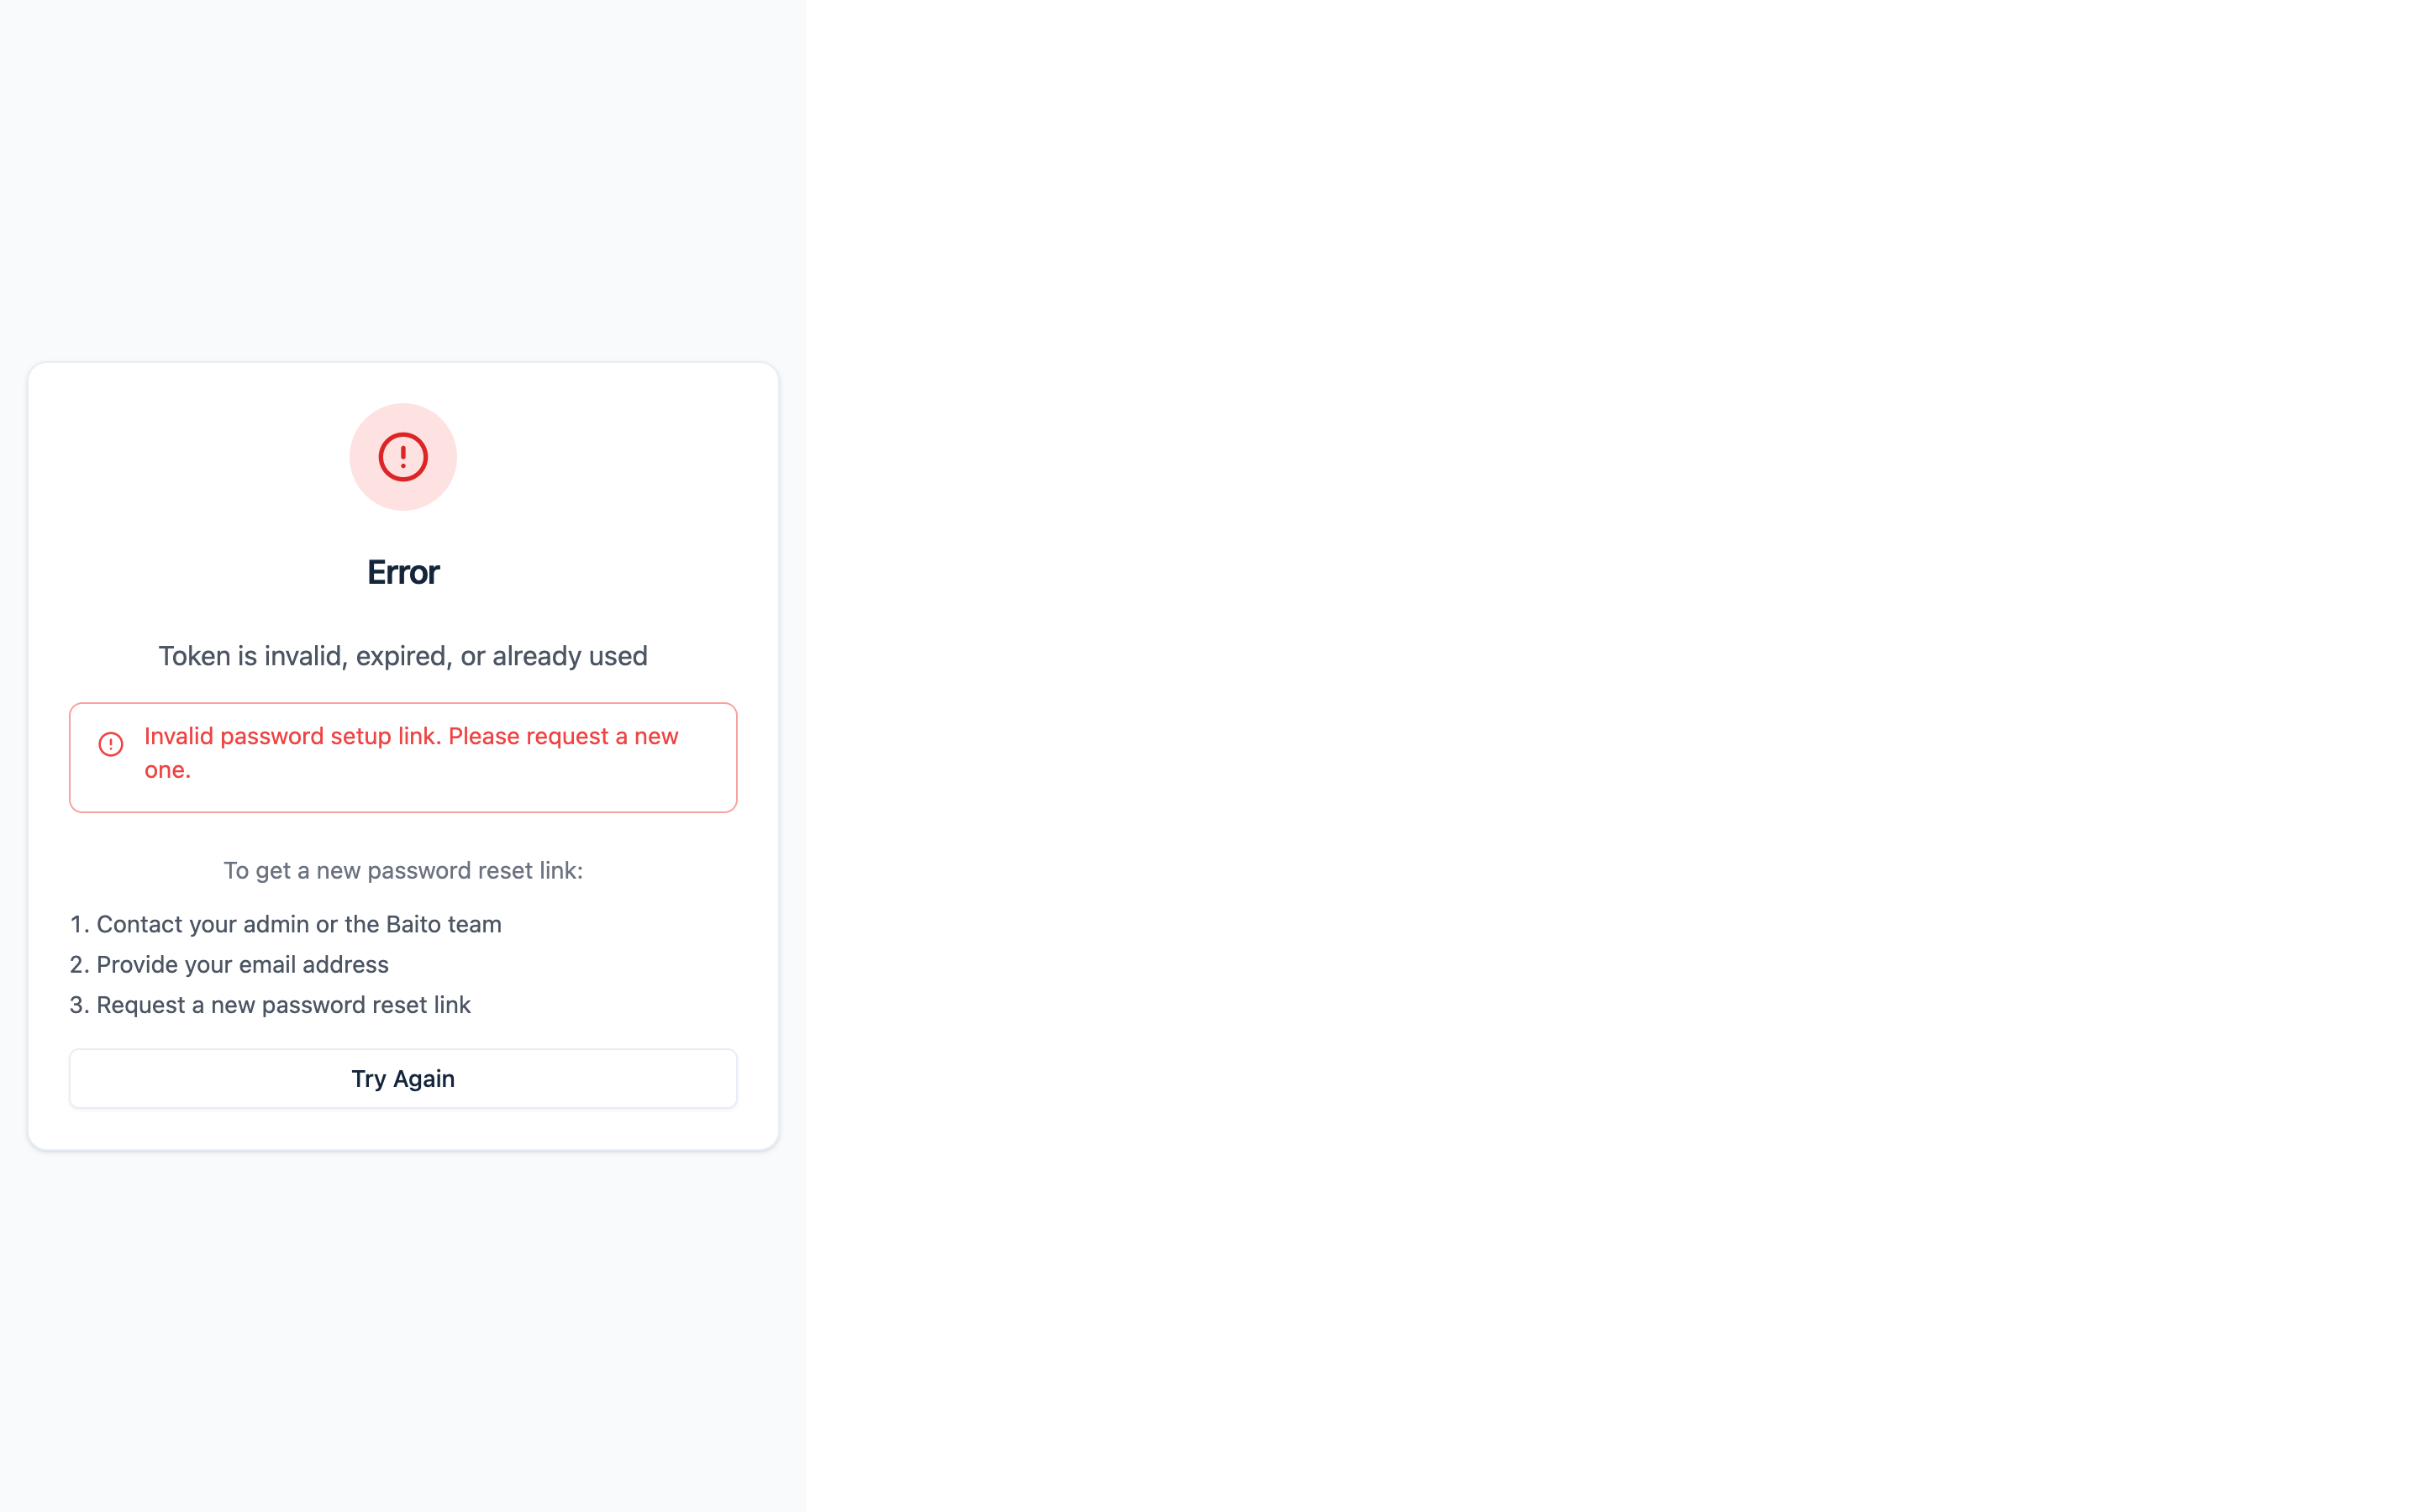 Error
Token is invalid, expired, or already used
Invalid password setup link. Please request a new
one.
To get a new password reset link:
1. Contact your admin or the Baito team
2. Provide your email address
3. Request a new password reset link
Try Again